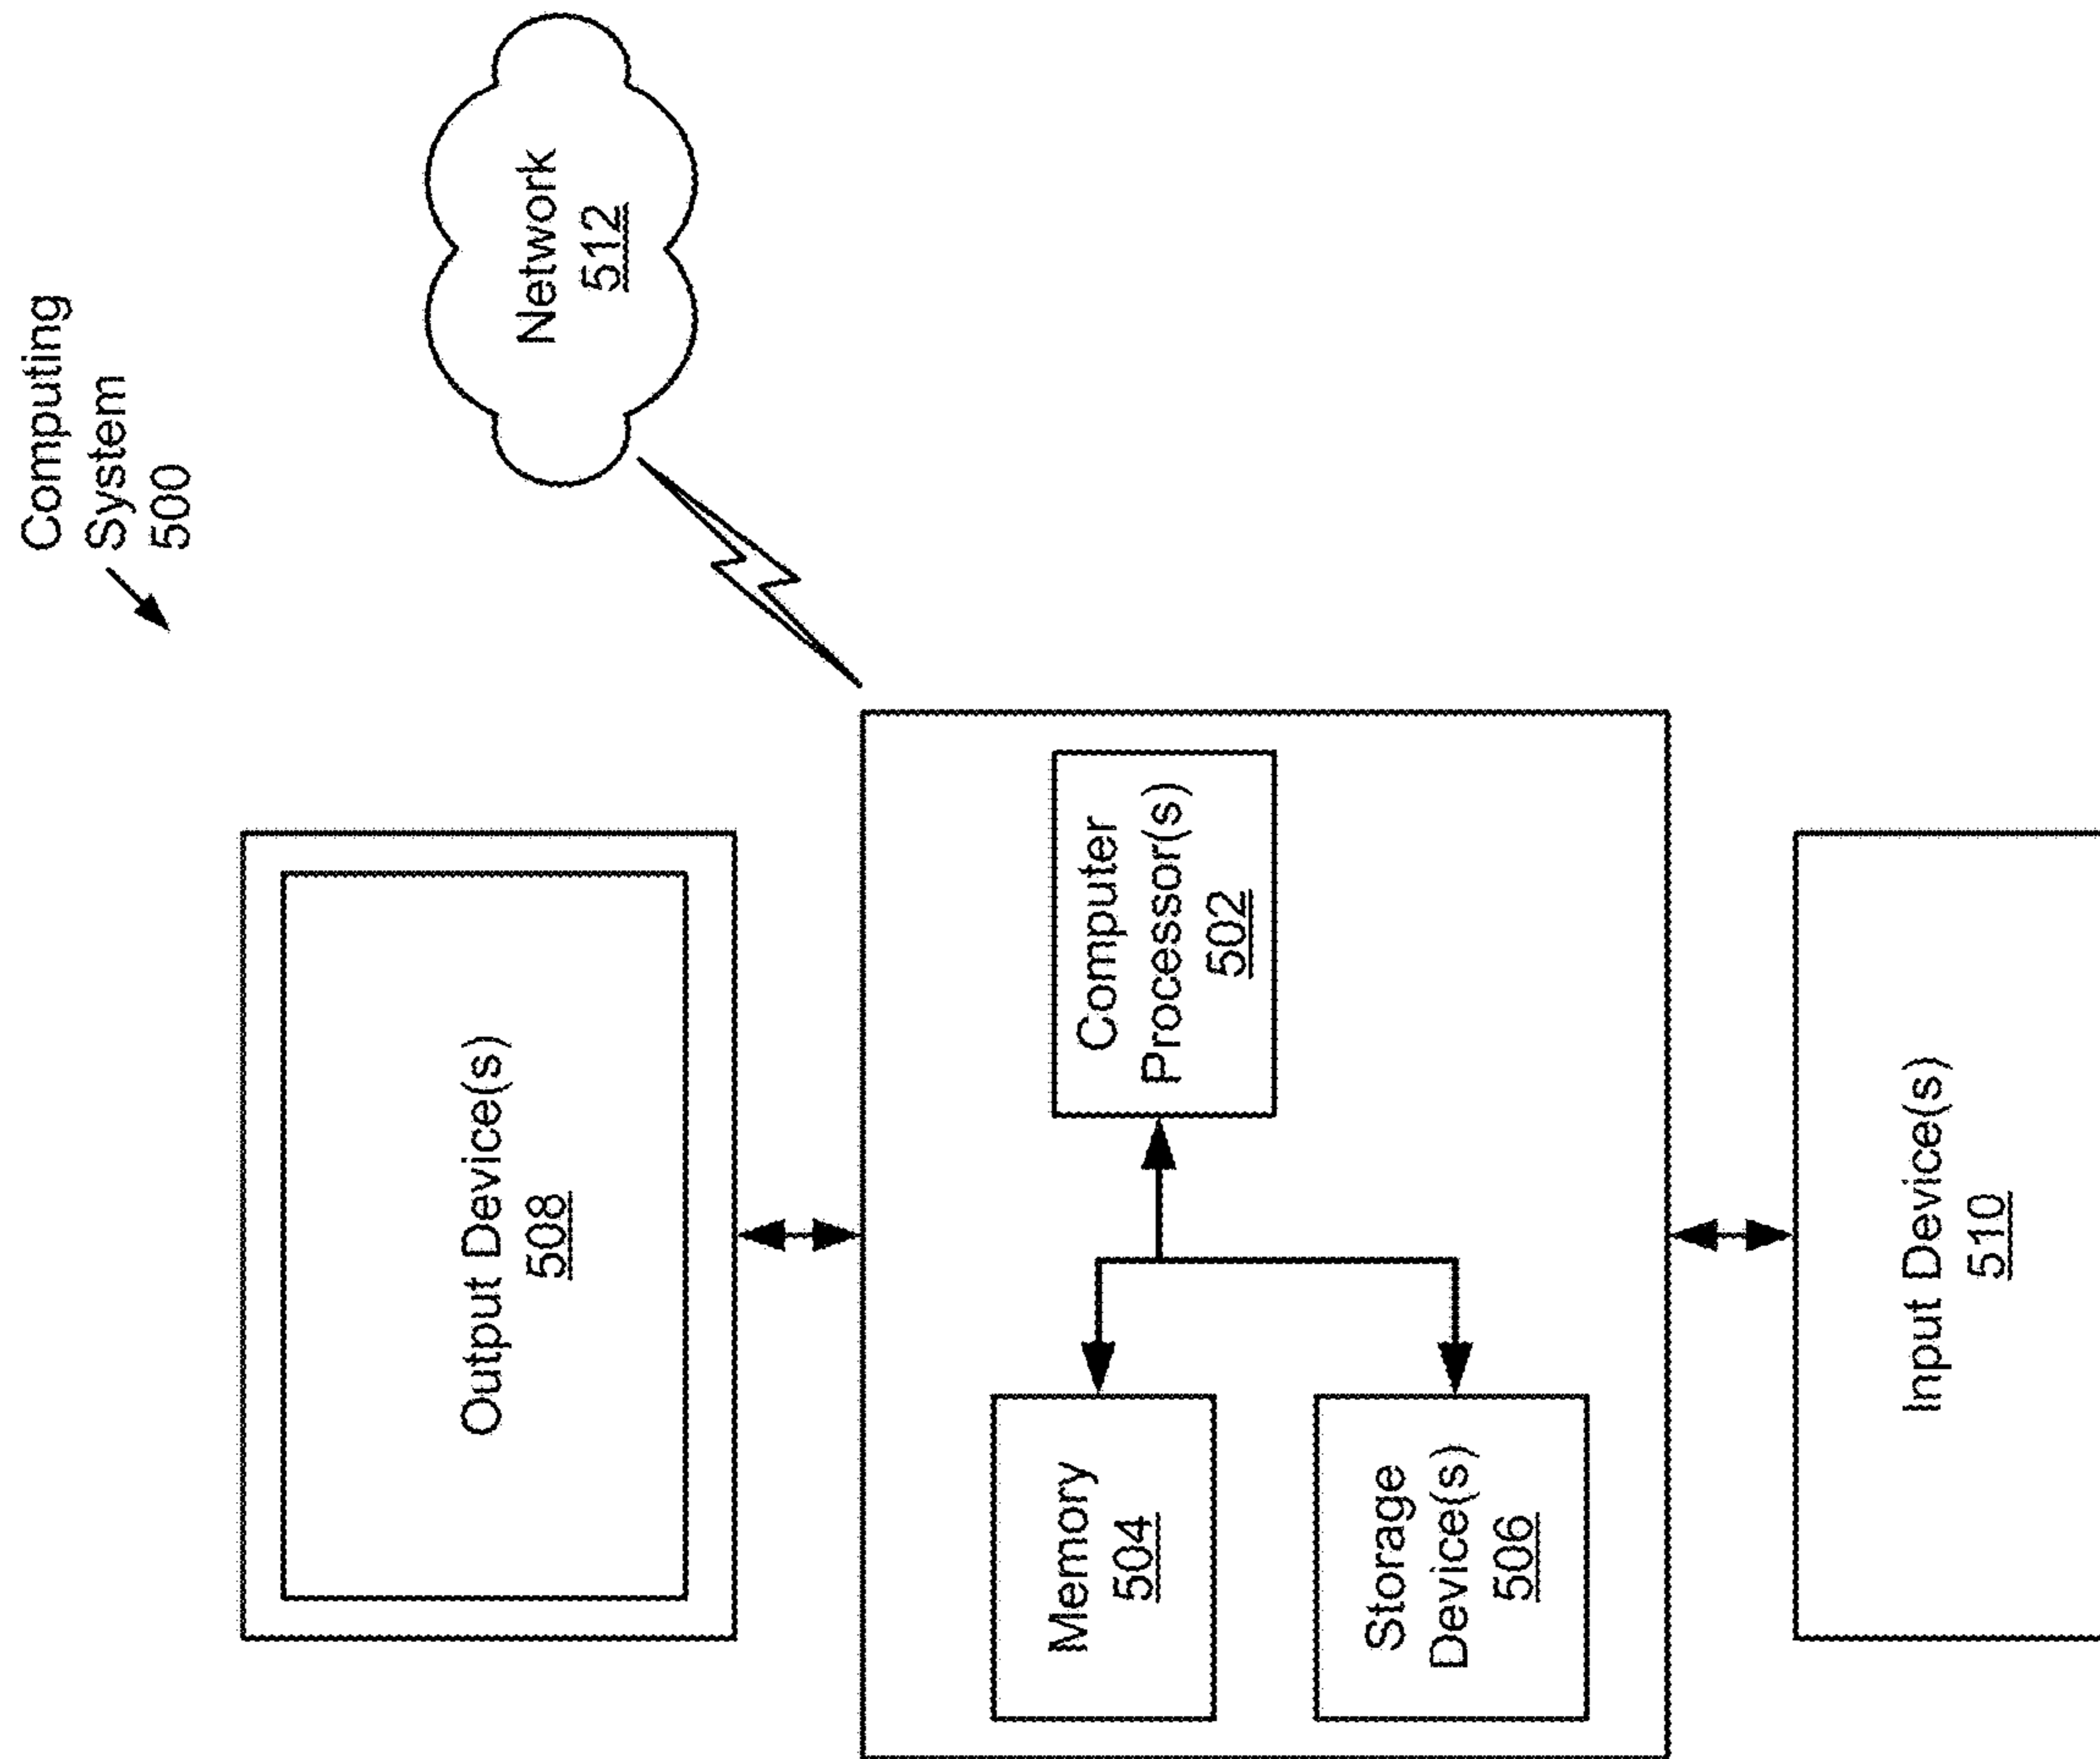 Computing
System
500
Output Device(s)
508
Network
512
Computer
Processor(s)
502
Memory
504
Storage
Device(s)
506
Input Device(s)
510